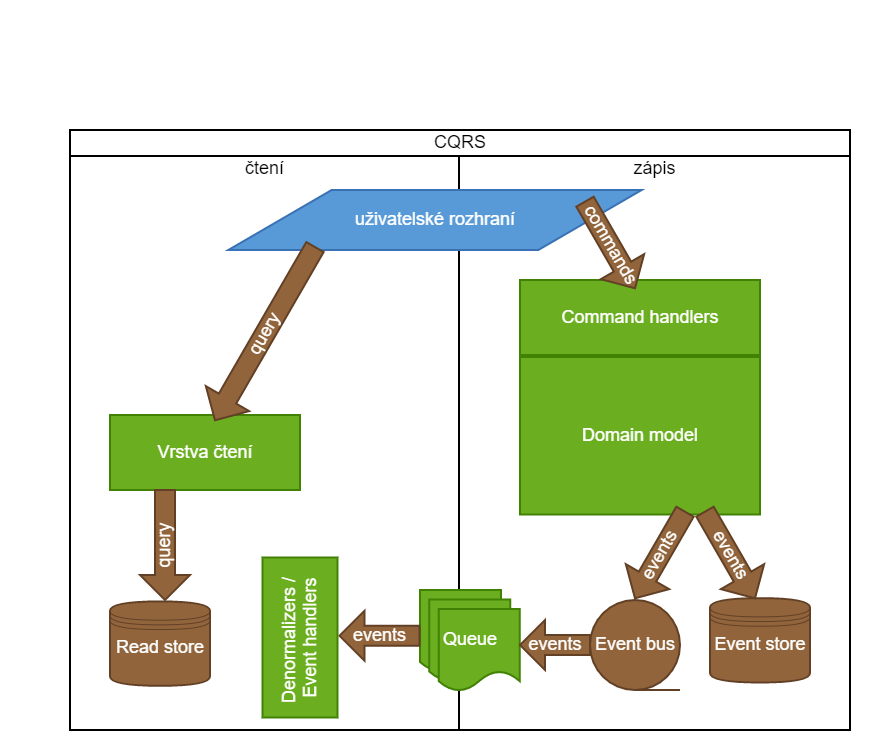 CQRS
čtení
zápis
uživatelské rozhraní
commands
query
Command handlers
Vrstva čtení
Domain model
query
events
events
Read store
Denormalizers /
Event handlers
events
Queue
events
Event bus
Event store